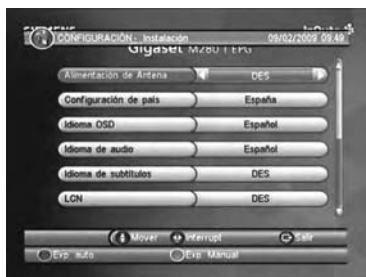 SIEMENS
CONFIGURACIÓN- Instalación 09/02/2009 09:49
Gigaset M280 T EPG
Alimentación de Antena DES
Configuración de país España
Idioma OSD Español
Idioma de audio Español
Idioma de subtítulos DES
LCN DES
Mover Interrupt Salir
Exp. auto Exp. Manual